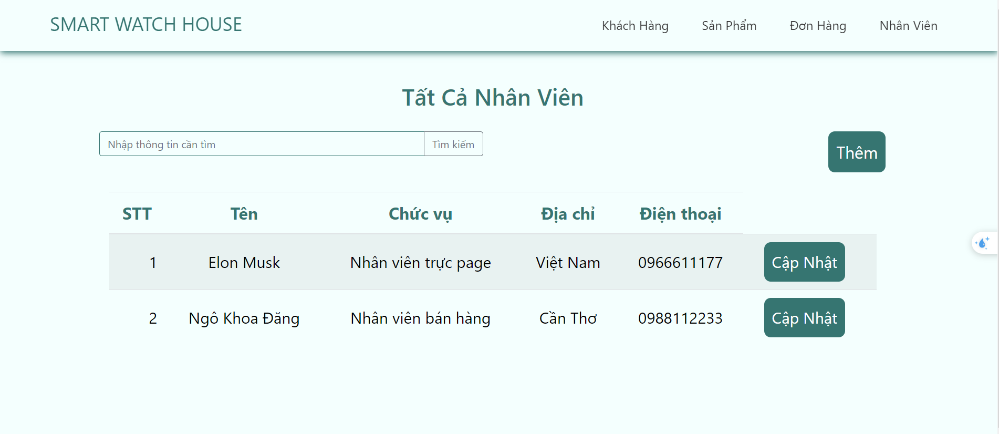 SMART WATCH HOUSE Khách Hàng Sản Phẩm Đơn Hàng Nhân Viên
Tất Cả Nhân Viên
Nhập thông tin cần tìm Tìm kiếm Thêm
STT Tên Chức vụ Địa chỉ Điện thoại
1 Elon Musk Nhân viên trực page Việt Nam 0966611177 Cập Nhật
2 Ngô Khoa Đăng Nhân viên bán hàng Cần Thơ 0988112233 Cập Nhật